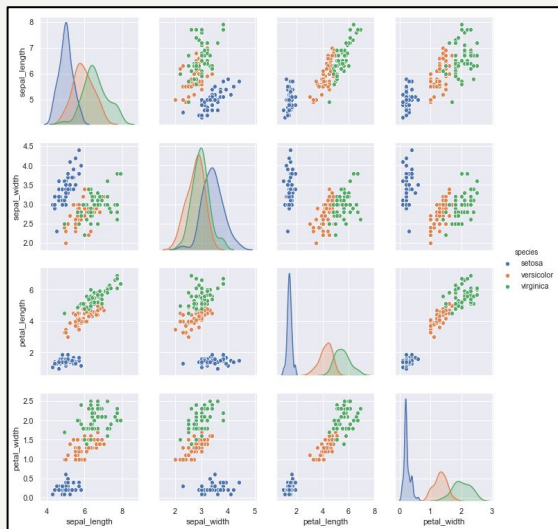 sepal_length
8
7
6
5
sepal_width
4.5
4.0
3.5
3.0
2.5
2.0
species
setosa
versicolor
virginica
petal_length
6
4
2
petal_width
2.5
2.0
1.5
1.0
0.5
0.0
4 6 8
sepal_length
2 3 4 5
sepal_width
2 4 6 8
petal_length
0 1 2 3
petal_width